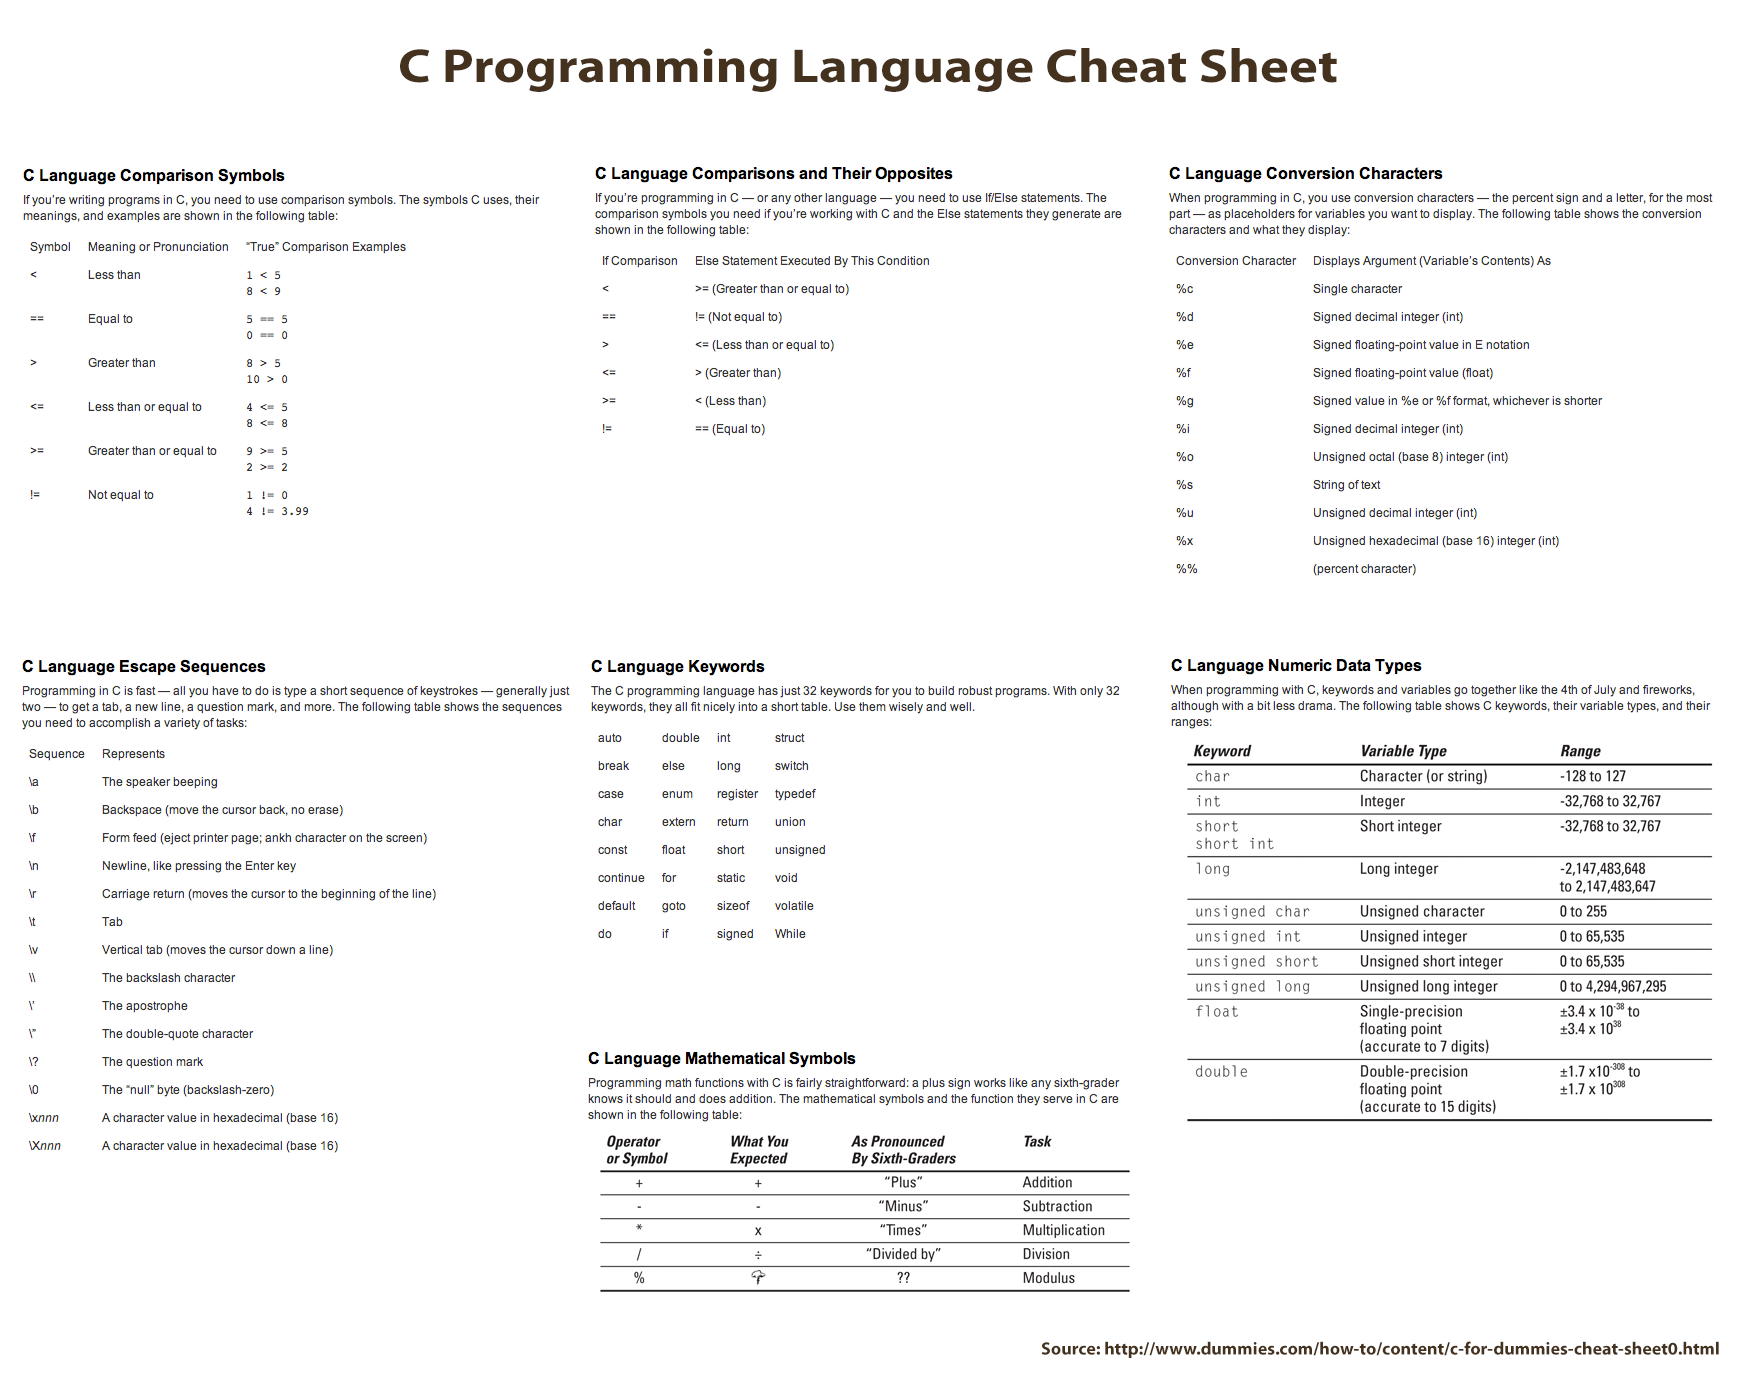 C Programming Language Cheat Sheet
C Language Comparison Symbols
If you're writing programs in C, you need to use comparison symbols. The symbols C uses, their
meanings, and examples are shown in the following table:
Symbol Meaning or Pronunciation “True” Comparison Examples
< Less than 1 < 5
8 < 9
== Equal to 5 == 5
0 == 0
> Greater than 8 > 5
10 > 0
<= Less than or equal to 4 <= 5
8 <= 8
>= Greater than or equal to 9 >= 5
2 >= 2
!= Not equal to 1 != 0
4 != 3.99
C Language Comparisons and Their Opposites
If you're programming in C — or any other language — you need to use If/Else statements. The
comparison symbols you need if you're working with C and the Else statements they generate are
shown in the following table:
If Comparison Else Statement Executed By This Condition
< >= (Greater than or equal to)
== != (Not equal to)
> <= (Less than or equal to)
<= > (Greater than)
>= < (Less than)
!= == (Equal to)
C Language Conversion Characters
When programming in C, you use conversion characters — the percent sign and a letter, for the most
part — as placeholders for variables you want to display. The following table shows the conversion
characters and what they display:
Conversion Character Displays Argument (Variable's Contents) As
%c Single character
%d Signed decimal integer (int)
%e Signed floating-point value in E notation
%f Signed floating-point value (float)
%g Signed value in %e or %f format, whichever is shorter
%i Signed decimal integer (int)
%o Unsigned octal (base 8) integer (int)
%s String of text
%u Unsigned decimal integer (int)
%x Unsigned hexadecimal (base 16) integer (int)
%% (percent character)
C Language Escape Sequences
Programming in C is fast — all you have to do is type a short sequence of keystrokes — generally just
two — to get a tab, a new line, a question mark, and more. The following table shows the sequences
you need to accomplish a variety of tasks:
Sequence Represents
\a The speaker beeping
\b Backspace (move the cursor back, no erase)
\f Form feed (eject printer page; ankh character on the screen)
\n Newline, like pressing the Enter key
\r Carriage return (moves the cursor to the beginning of the line)
\t Tab
\v Vertical tab (moves the cursor down a line)
\\ The backslash character
\' The apostrophe
\” The double-quote character
\? The question mark
\0 The “null” byte (backslash-zero)
\xnnn A character value in hexadecimal (base 16)
\Xnnn A character value in hexadecimal (base 16)
C Language Keywords
The C programming language has just 32 keywords for you to build robust programs. With only 32
keywords, they all fit nicely into a short table. Use them wisely and well.
auto double int struct
break else long switch
case enum register typedef
char extern return union
const float short unsigned
continue for static void
default goto sizeof volatile
do if signed While
C Language Mathematical Symbols
Programming math functions with C is fairly straightforward: a plus sign works like any sixth-grader
knows it should and does addition. The mathematical symbols and the function they serve in C are
shown in the following table:
Operator What You As Pronounced Task
or Symbol Expected By Sixth-Graders
+ + “Plus” Addition
- - “Minus” Subtraction
* x “Times” Multiplication
/ ÷ “Divided by” Division
% ?? Modulus
C Language Numeric Data Types
When programming with C, keywords and variables go together like the 4th of July and fireworks,
although with a bit less drama. The following table shows C keywords, their variable types, and their
ranges:
Keyword Variable Type Range
char Character (or string) -128 to 127
int Integer -32,768 to 32,767
short Short integer -32,768 to 32,767
short int
long Long integer -2,147,483,648
to 2,147,483,647
unsigned char Unsigned character 0 to 255
unsigned int Unsigned integer 0 to 65,535
unsigned short Unsigned short integer 0 to 65,535
unsigned long Unsigned long integer 0 to 4,294,967,295
float Single-precision ±3.4 x 10⁻³⁸ to
floating point ±3.4 x 10³⁸
(accurate to 7 digits)
double Double-precision ±1.7 x10⁻³⁰⁸ to
floating point ±1.7 x 10³⁰⁸
(accurate to 15 digits)
Source: http://www.dummies.com/how-to/content/c-for-dummies-cheat-sheet0.html